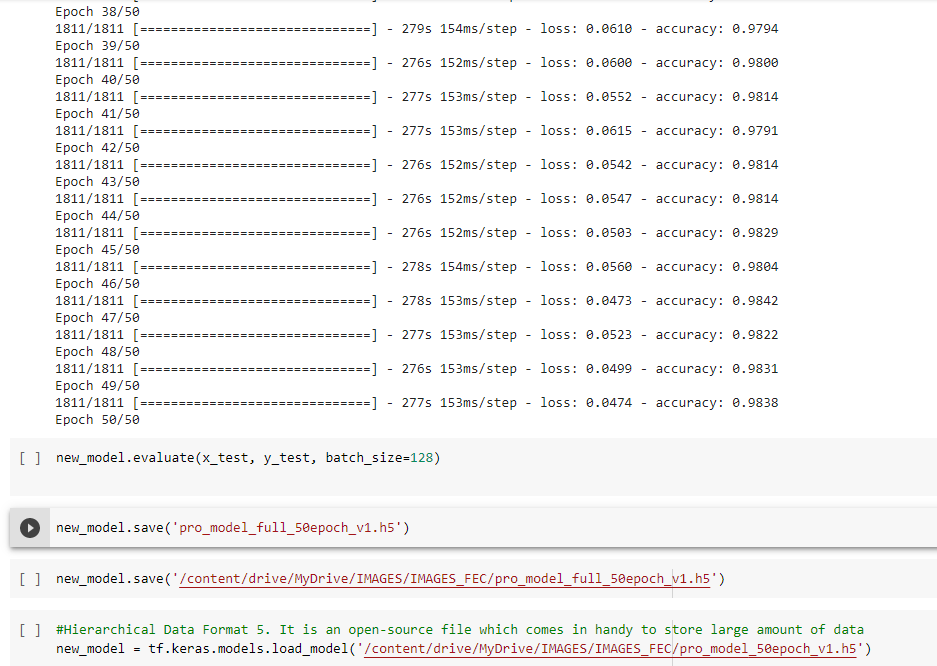 Epoch 38/50
1811/1811 [==============================] - 279s 154ms/step - loss: 0.0610 - accuracy: 0.9794
Epoch 39/50
1811/1811 [==============================] - 276s 152ms/step - loss: 0.0600 - accuracy: 0.9800
Epoch 40/50
1811/1811 [==============================] - 277s 153ms/step - loss: 0.0552 - accuracy: 0.9814
Epoch 41/50
1811/1811 [==============================] - 277s 153ms/step - loss: 0.0615 - accuracy: 0.9791
Epoch 42/50
1811/1811 [==============================] - 276s 152ms/step - loss: 0.0542 - accuracy: 0.9814
Epoch 43/50
1811/1811 [==============================] - 276s 152ms/step - loss: 0.0547 - accuracy: 0.9814
Epoch 44/50
1811/1811 [==============================] - 276s 152ms/step - loss: 0.0503 - accuracy: 0.9829
Epoch 45/50
1811/1811 [==============================] - 278s 154ms/step - loss: 0.0560 - accuracy: 0.9804
Epoch 46/50
1811/1811 [==============================] - 278s 153ms/step - loss: 0.0473 - accuracy: 0.9842
Epoch 47/50
1811/1811 [==============================] - 277s 153ms/step - loss: 0.0523 - accuracy: 0.9822
Epoch 48/50
1811/1811 [==============================] - 276s 153ms/step - loss: 0.0499 - accuracy: 0.9831
Epoch 49/50
1811/1811 [==============================] - 277s 153ms/step - loss: 0.0474 - accuracy: 0.9838
Epoch 50/50
[ ] new_model.evaluate(x_test, y_test, batch_size=128)
new_model.save('pro_model_full_50epoch_v1.h5')
[ ] new_model.save('/content/drive/MyDrive/IMAGES/IMAGES_FEC/pro_model_full_50epoch_v1.h5')
[ ] #Hierarchical Data Format 5. It is an open-source file which comes in handy to store large amount of data
new_model = tf.keras.models.load_model('/content/drive/MyDrive/IMAGES/IMAGES_FEC/pro_model_50epoch_v1.h5')